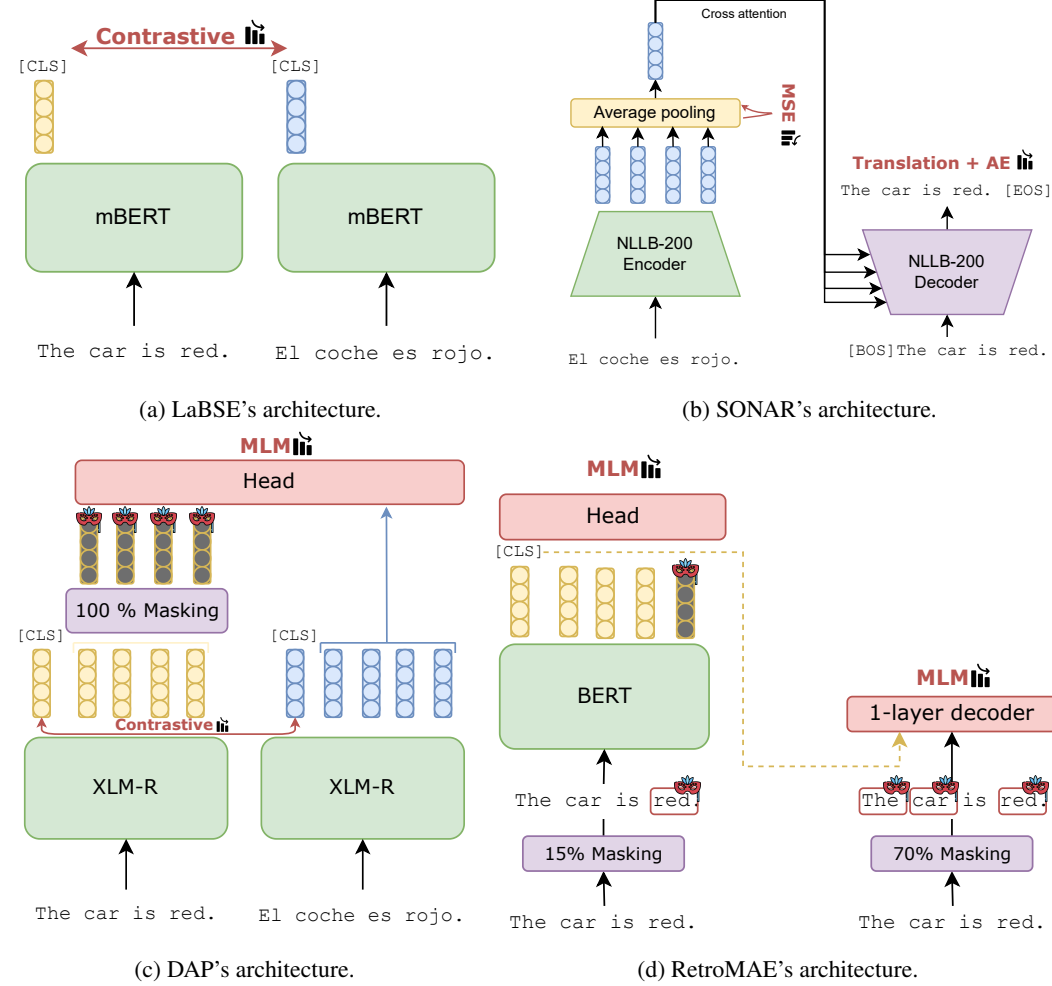 Contrastive
[CLS]
[CLS]
mBERT
mBERT
The car is red.
El coche es rojo.
(a) LaBSE's architecture.
Cross attention
Average pooling
MSE
NLLB-200
Encoder
El coche es rojo.
Translation + AE
The car is red. [EOS]
NLLB-200
Decoder
[BOS]The car is red.
(b) SONAR's architecture.
MLM
Head
100 % Masking
[CLS]
[CLS]
Contrastive
XLM-R
XLM-R
The car is red.
El coche es rojo.
(c) DAP's architecture.
MLM
Head
[CLS]
BERT
The car is red.
15% Masking
The car is red.
MLM
1-layer decoder
The car is red.
70% Masking
The car is red.
(d) RetroMAE's architecture.